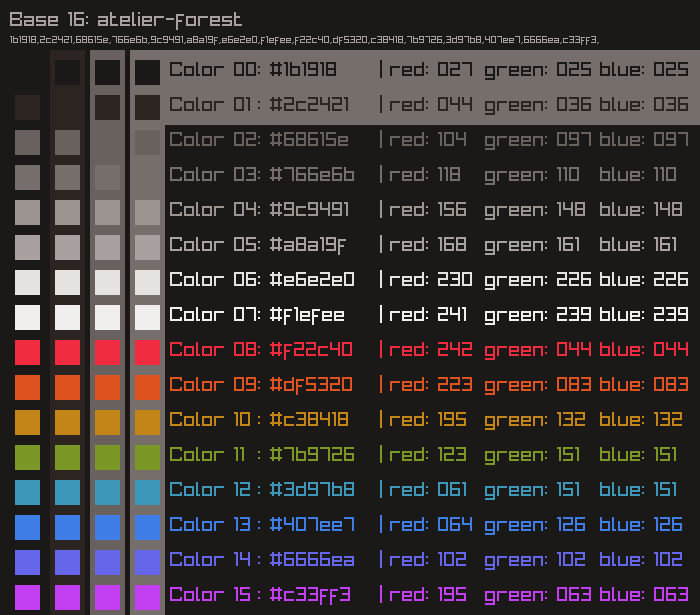 Base 16: atelier-forest
1b1918,2c2421,68615e,766e6b,9c9491,a8a19f,e6e2e0,f1efee,f22c40,df5320,c38418,7b9726,3d97b8,407ee7,6666ea,c33ff3,
Color 00: #1b1918 | red: 027 green: 025 blue: 025
Color 01 : #2c2421 | red: 044 green: 036 blue: 036
Color 02: #68615e | red: 104 green: 097 blue: 097
Color 03: #766e6b | red: 118 green: 110 blue: 110
Color 04: #9c9491 | red: 156 green: 148 blue: 148
Color 05: #a8a19f | red: 168 green: 161 blue: 161
Color 06: #e6e2e0 | red: 230 green: 226 blue: 226
Color 07: #f1efee | red: 241 green: 239 blue: 239
Color 08: #f22c40 | red: 242 green: 044 blue: 044
Color 09: #df5320 | red: 223 green: 083 blue: 083
Color 10 : #c38418 | red: 195 green: 132 blue: 132
Color 11 : #7b9726 | red: 123 green: 151 blue: 151
Color 12 : #3d97b8 | red: 061 green: 151 blue: 151
Color 13 : #407ee7 | red: 064 green: 126 blue: 126
Color 14 : #6666ea | red: 102 green: 102 blue: 102
Color 15 : #c33ff3 | red: 195 green: 063 blue: 063